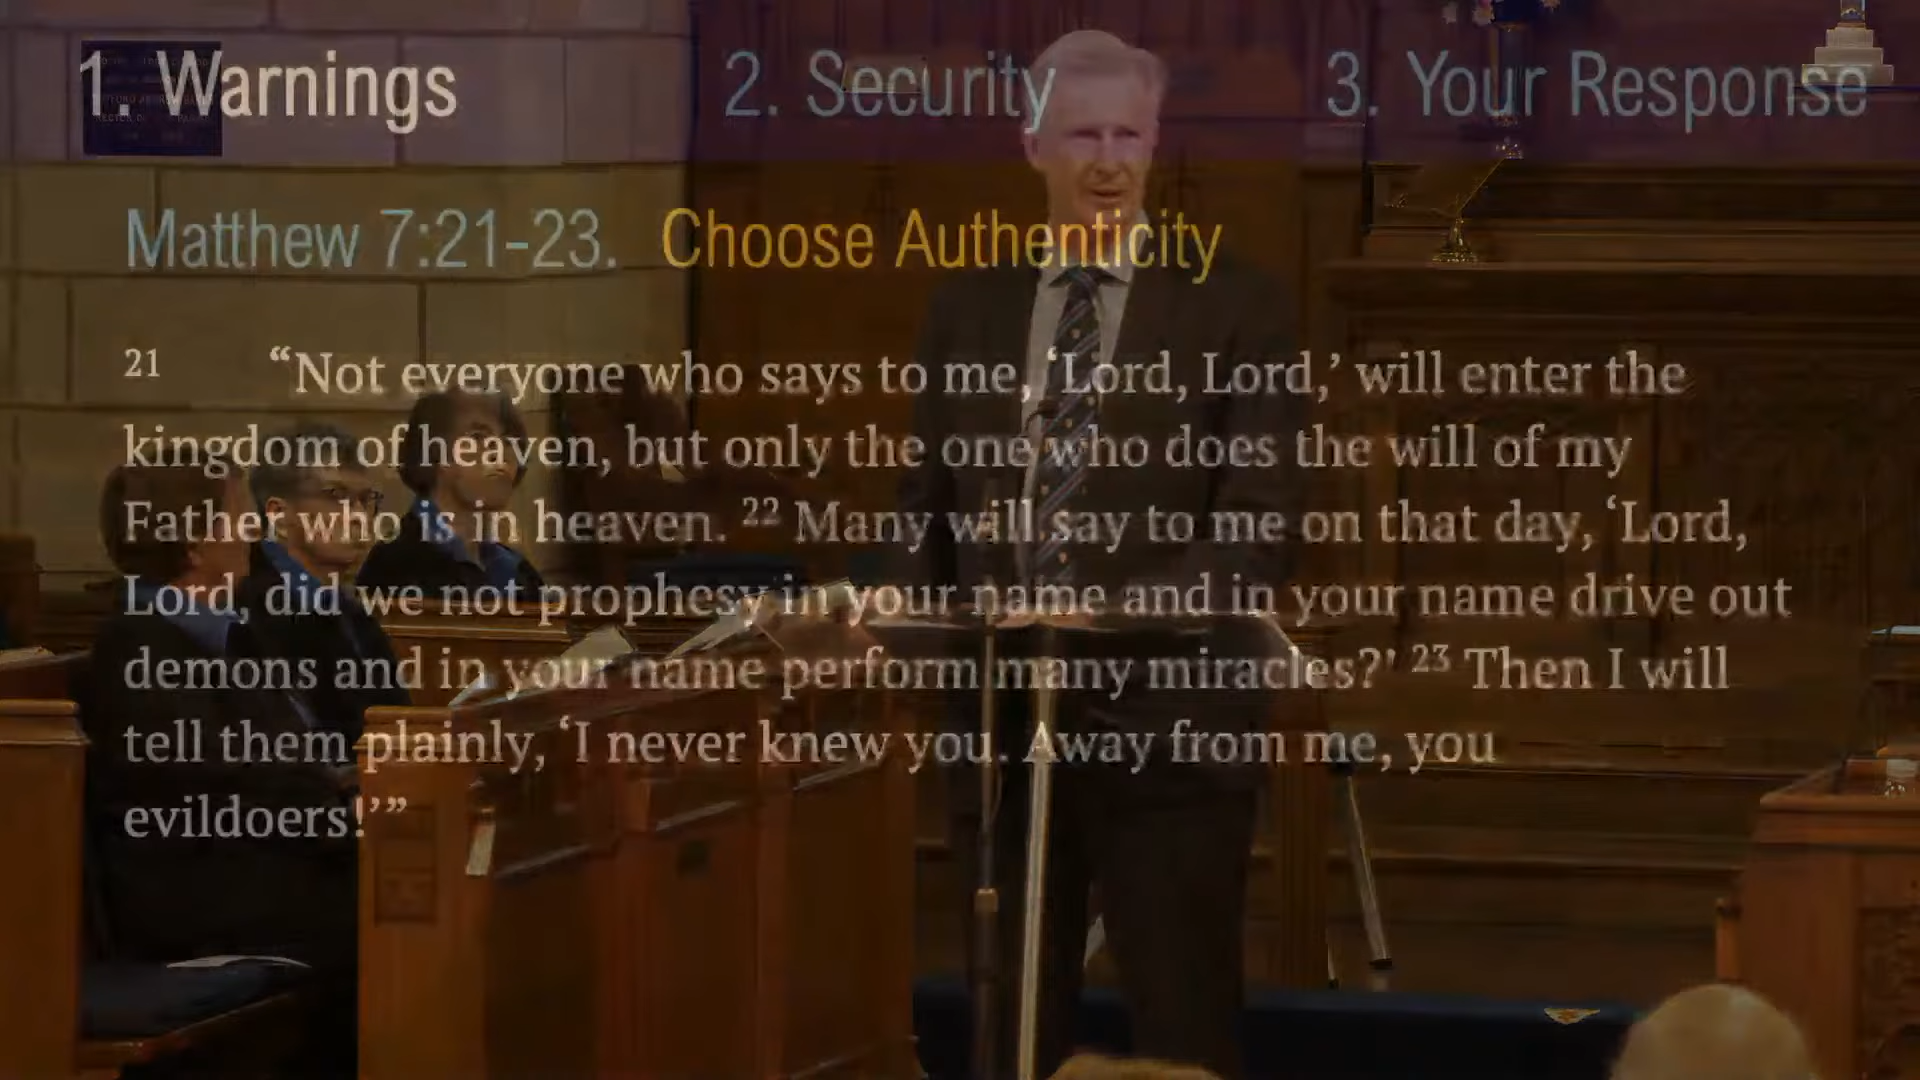 1. Warnings 2. Security 3. Your Response
Matthew 7:21-23. Choose Authenticity
21 “Not everyone who says to me, ‘Lord, Lord,’ will enter the
kingdom of heaven, but only the one who does the will of my
Father who is in heaven. 22 Many will say to me on that day, ‘Lord,
Lord, did we not prophesy in your name and in your name drive out
demons and in your name perform many miracles?’ 23 Then I will
tell them plainly, ‘I never knew you. Away from me, you
evildoers!’”